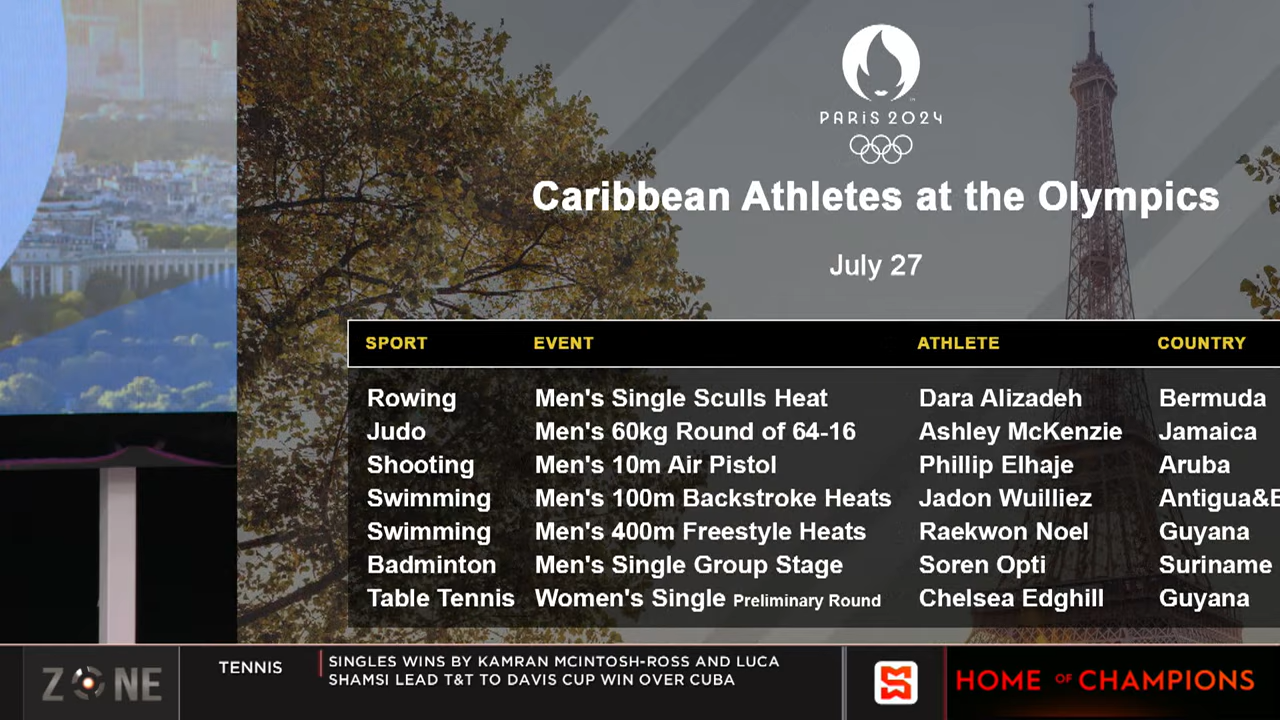 PARIS 2024
Caribbean Athletes at the Olympics
July 27
SPORT EVENT ATHLETE COUNTRY
Rowing Men's Single Sculls Heat Dara Alizadeh Bermuda
Judo Men's 60kg Round of 64-16 Ashley McKenzie Jamaica
Shooting Men's 10m Air Pistol Phillip Elhaje Aruba
Swimming Men's 100m Backstroke Heats Jadon Wuilliez Antigua&
Swimming Men's 400m Freestyle Heats Raekwon Noel Guyana
Badminton Men's Single Group Stage Soren Opti Suriname
Table Tennis Women's Single Preliminary Round Chelsea Edghill Guyana
ZONE
TENNIS
SINGLES WINS BY KAMRAN MCINTOSH-ROSS AND LUCA
SHAMSI LEAD T&T TO DAVIS CUP WIN OVER CUBA
HOME OF CHAMPIONS